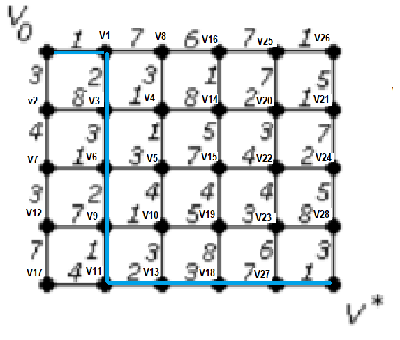 V0 1 V1 7 V8 6 V16 7 V25 1 V26
3 2 3 1 7 5
V2 8 V3 1 V4 8 V14 2 V20 1 V21
4 3 1 5 3 7
V7 1 V6 3 V5 7 V15 4 V22 2 V24
3 2 4 4 4 5
V12 7 V9 1 V10 5 V19 3 V23 8 V28
7 1 3 8 6 3
V17 4 V11 2 V13 3 V18 7 V27 1
V*